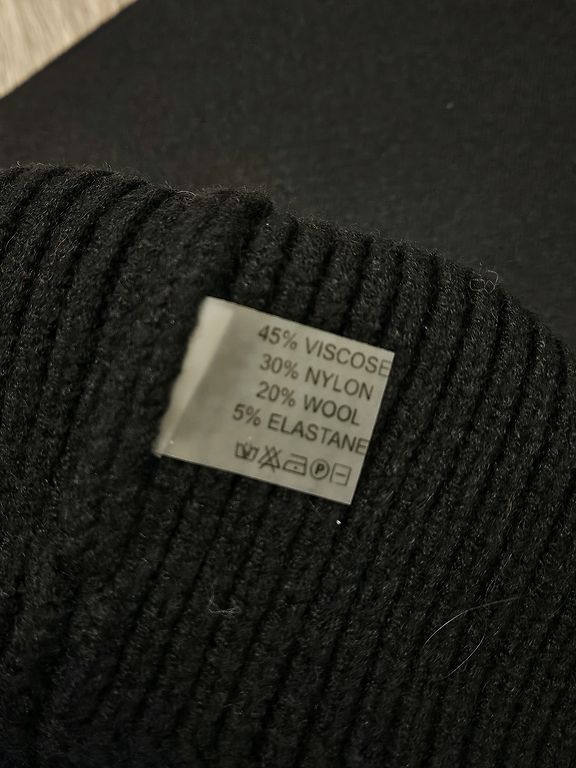 45% VISCOSE
30% NYLON
20% WOOL
5% ELASTANE
P